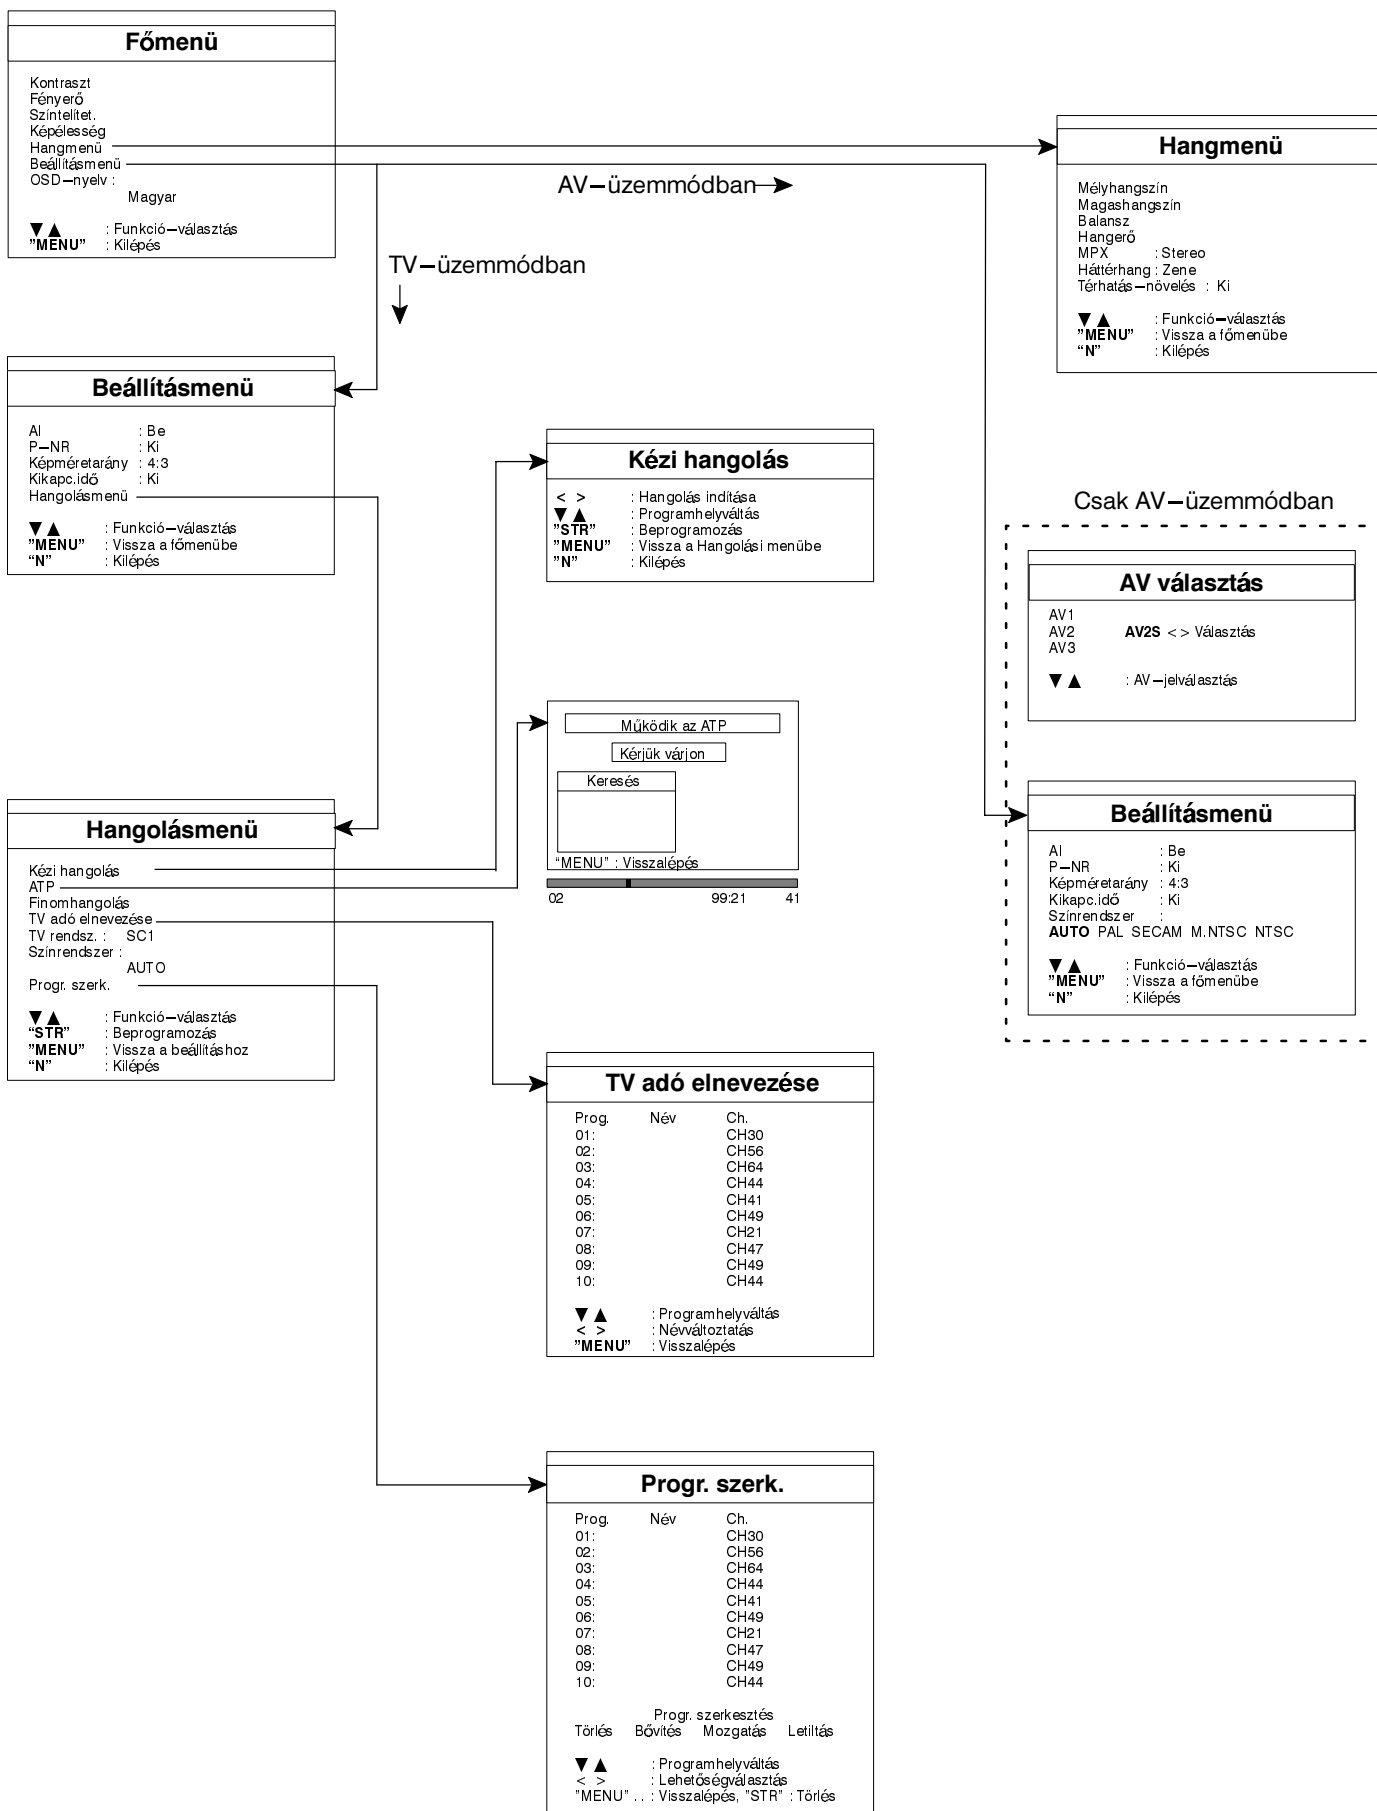 Főmenü
Kontraszt
Fényerő
Színtelítet.
Képélesség
Hangmenü
Beállításmenü
OSD–nyelv :
Magyar
▼ ▲ : Funkció–választás
"MENU" : Kilépés
AV–üzemmódban
TV–üzemmódban
Hangmenü
Mélyhangszín
Magashangszín
Balansz
Hangerő
MPX : Stereo
Háttérhang : Zene
Térhatás–növelés : Ki
▼ ▲ : Funkció–választás
"MENU" : Vissza a főmenübe
“N” : Kilépés
Beállításmenü
AI : Be
P–NR : Ki
Képméretarány : 4:3
Kikapc.idő : Ki
Hangolásmenü
▼ ▲ : Funkció–választás
"MENU" : Vissza a főmenübe
“N” : Kilépés
Kézi hangolás
< > : Hangolás indítása
▼ ▲ : Programhelyváltás
"STR" : Beprogramozás
"MENU" : Vissza a Hangolási menübe
"N" : Kilépés
Csak AV–üzemmódban
AV választás
AV1
AV2 AV2S < > Választás
AV3
▼ ▲ : AV–jelválasztás
Működik az ATP
Kérjük várjon
Keresés
“MENU” : Visszalépés
02 99:21 41
Beállításmenü
AI : Be
P–NR : Ki
Képméretarány : 4:3
Kikapc.idő : Ki
Színrendszer :
AUTO PAL SECAM M.NTSC NTSC
▼ ▲ : Funkció–választás
"MENU" : Vissza a főmenübe
“N” : Kilépés
Hangolásmenü
Kézi hangolás
ATP
Finomhangolás
TV adó elnevezése
TV rendsz. : SC1
Színrendszer :
AUTO
Progr. szerk.
▼ ▲ : Funkció–választás
“STR” : Beprogramozás
"MENU" : Vissza a beállításhoz
“N” : Kilépés
TV adó elnevezése
Prog. Név Ch.
01: CH30
02: CH56
03: CH64
04: CH44
05: CH41
06: CH49
07: CH21
08: CH47
09: CH49
10: CH44
▼ ▲ : Programhelyváltás
< > : Névváltoztatás
"MENU" : Visszalépés
Progr. szerk.
Prog. Név Ch.
01: CH30
02: CH56
03: CH64
04: CH44
05: CH41
06: CH49
07: CH21
08: CH47
09: CH49
10: CH44
Progr. szerkesztés
Törlés Bővítés Mozgatás Letiltás
▼ ▲ : Programhelyváltás
< > : Lehetőségválasztás
"MENU" . . : Visszalépés, "STR" : Törlés